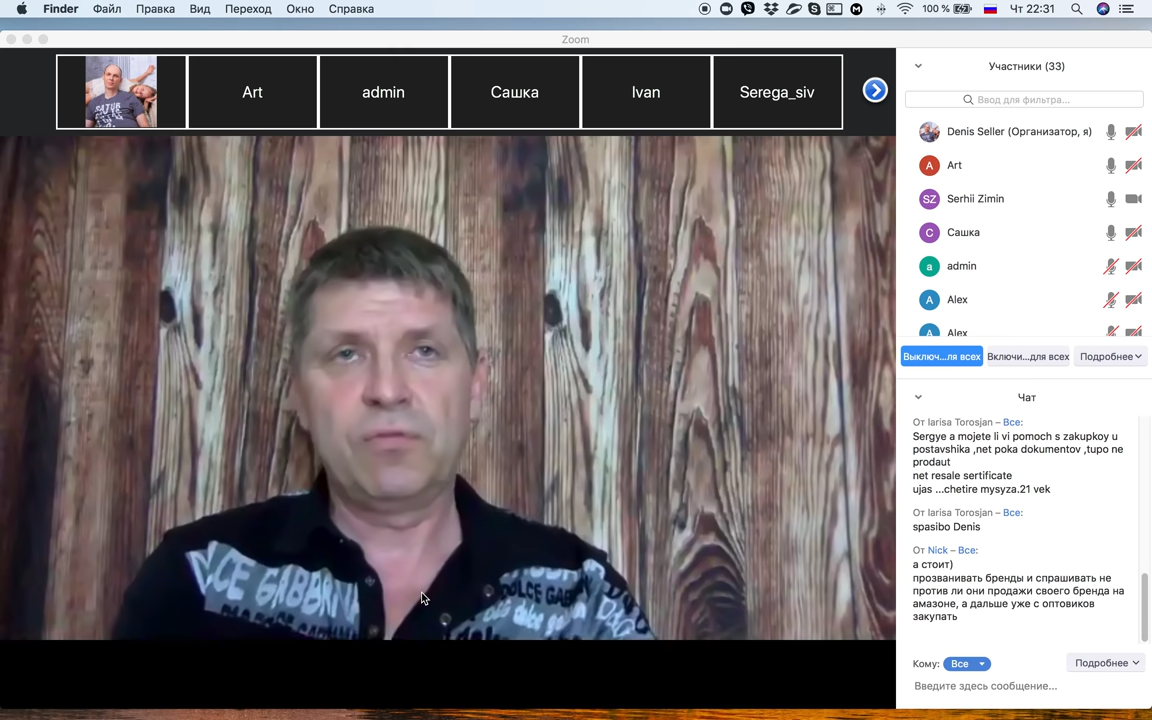 Finder Файл Правка Вид Переход Окно Справка 100 % Чт 22:31
Zoom
Art admin Сашка Ivan Serega_siv
Участники (33)
Ввод для фильтра...
Denis Seller (Организатор, я)
A Art
SZ Serhii Zimin
С Сашка
a admin
A Alex
A Alex
Выключ...ля всех Включи...для всех Подробнее
Чат
От larisa Torosjan – Все:
Sergye a mojete li vi pomoch s zakupkoy u
postavshika ,net poka dokumentov ,tupo ne
prodaut
net resale sertificate
ujas ...chetire mysyza.21 vek
От larisa Torosjan – Все:
spasibo Denis
От Nick – Все:
а стоит)
прозванивать бренды и спрашивать не
против ли они продажи своего бренда на
амазоне, а дальше уже с оптовиков
закупать
Кому: Все Подробнее
Введите здесь сообщение...
DOLCE GABBANA